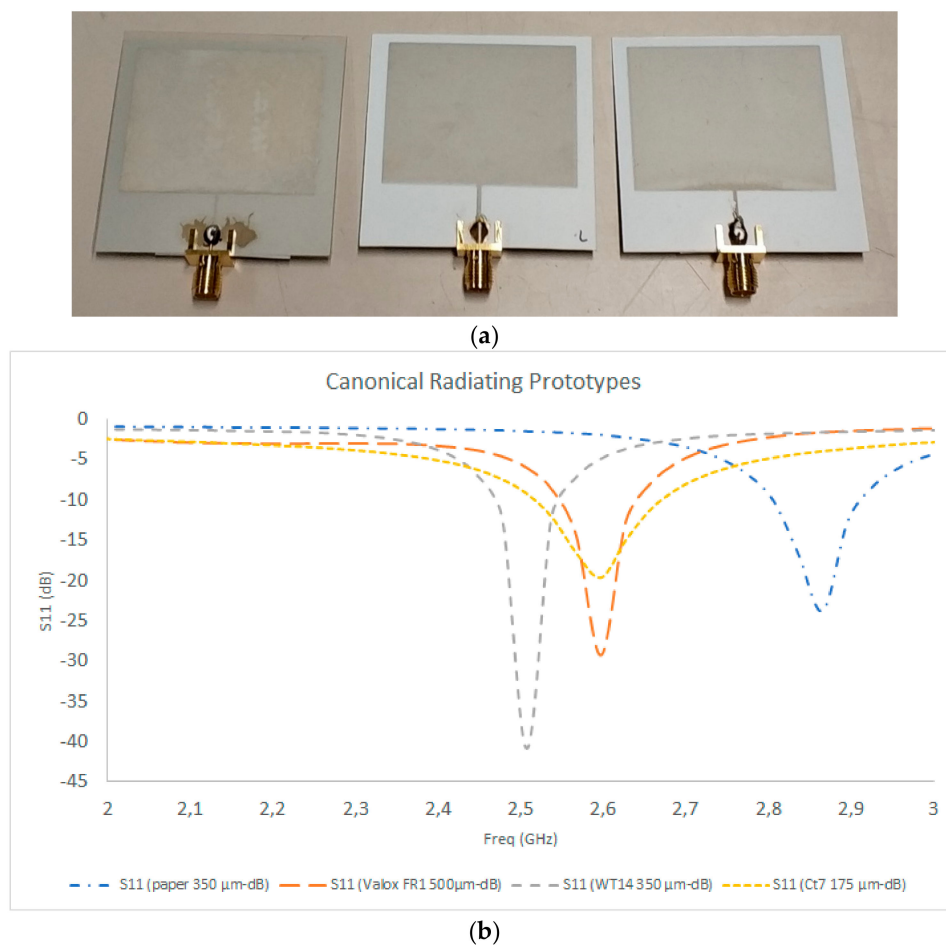 L
(a)
Canonical Radiating Prototypes
0
-5
-10
-15
-20
-25
-30
-35
-40
-45
S11 (dB)
2 2,1 2,2 2,3 2,4 2,5 2,6 2,7 2,8 2,9 3
Freq (GHz)
S11 (paper 350 μm-dB) S11 (Valox FR1 500μm-dB) S11 (WT14 350 μm-dB) S11 (Ct7 175 μm-dB)
(b)